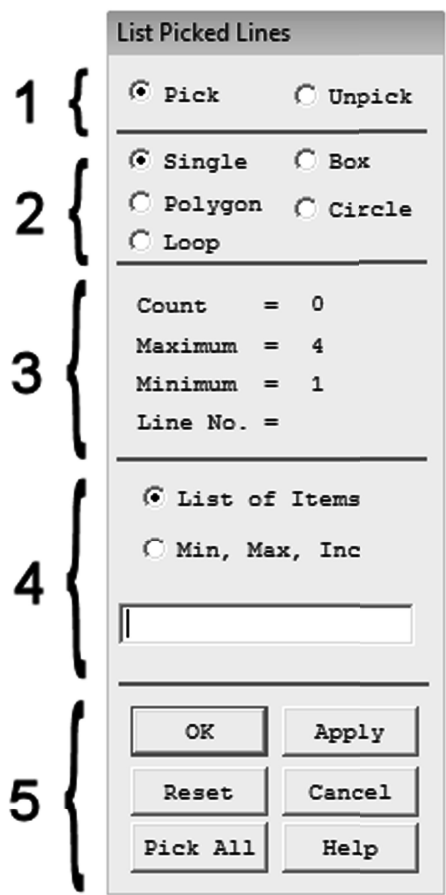 List Picked Lines
1 Pick Unpick
Single Box
2 Polygon Circle
Loop
Count = 0
Maximum = 4
3 Minimum = 1
Line No. =
List of Items
Min, Max, Inc
4
OK Apply
5 Reset Cancel
Pick All Help